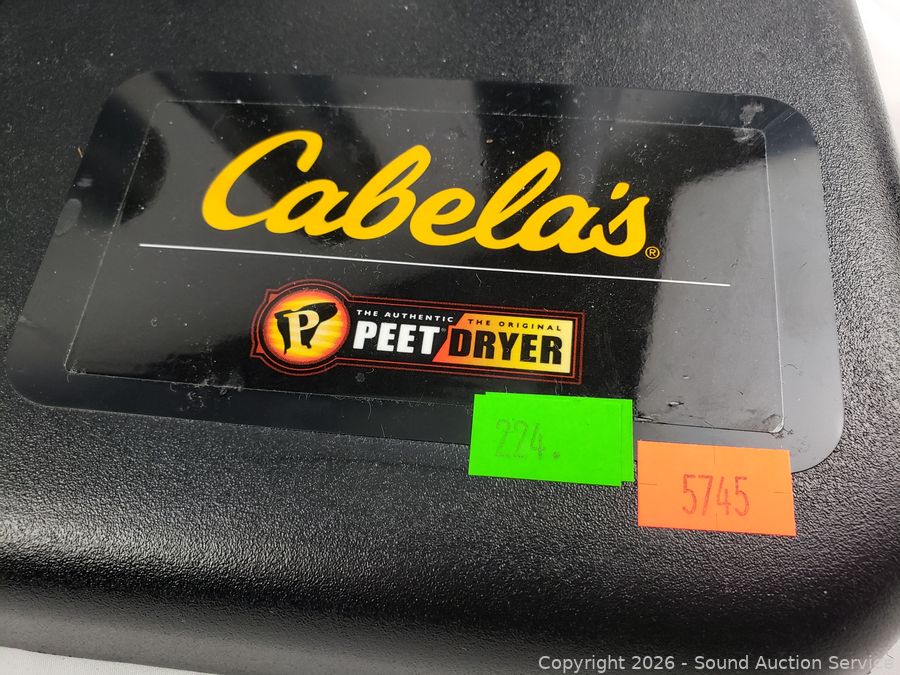 Cabela's®
P
THE AUTHENTIC THE ORIGINAL
PEET® DRYER
224.
5745
Copyright 2026 - Sound Auction Service